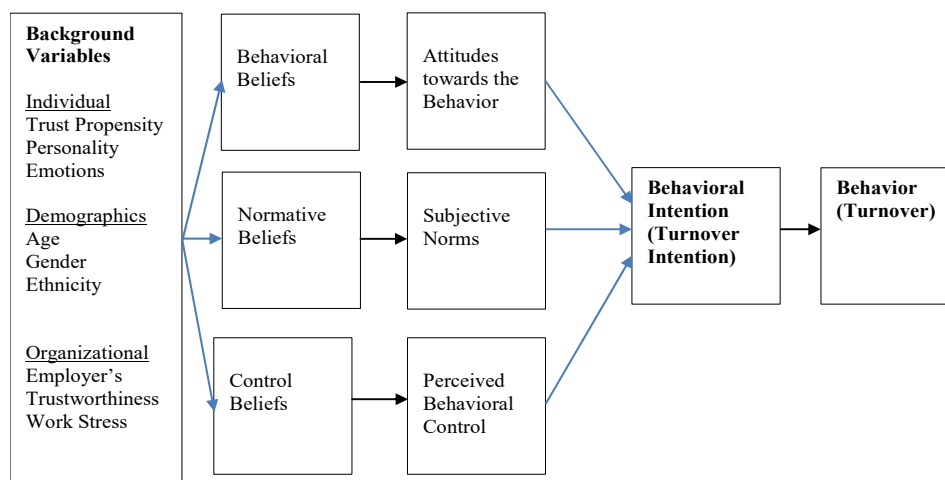 Background
Variables
Individual
Trust Propensity
Personality
Emotions
Demographics
Age
Gender
Ethnicity
Organizational
Employer's
Trustworthiness
Work Stress
Behavioral
Beliefs
Attitudes
towards the
Behavior
Normative
Beliefs
Subjective
Norms
Control
Beliefs
Perceived
Behavioral
Control
Behavioral
Intention
(Turnover
Intention)
Behavior
(Turnover)